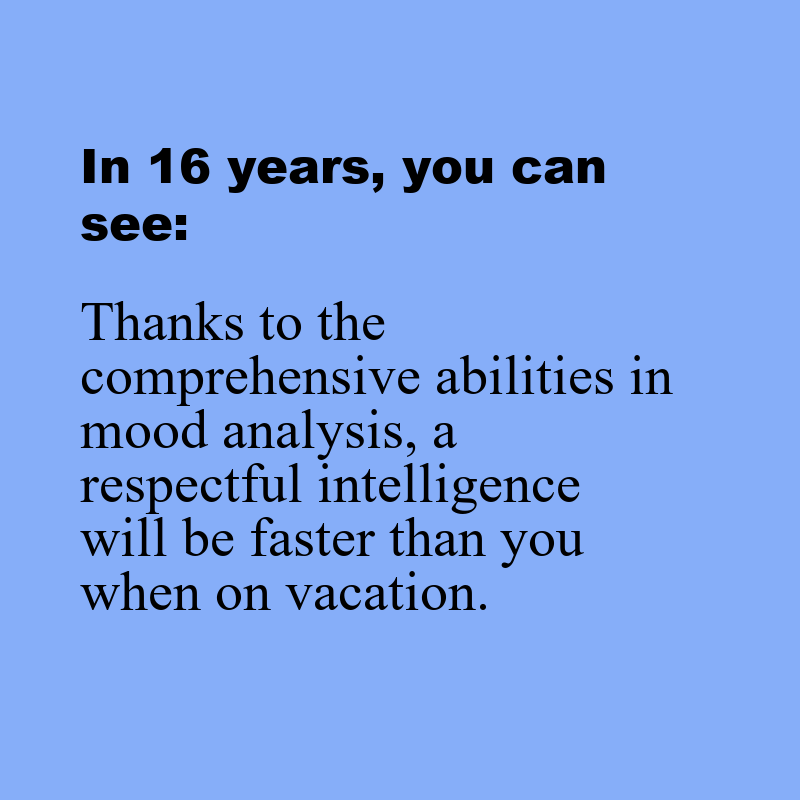 In 16 years, you can
see:
Thanks to the
comprehensive abilities in
mood analysis, a
respectful intelligence
will be faster than you
when on vacation.